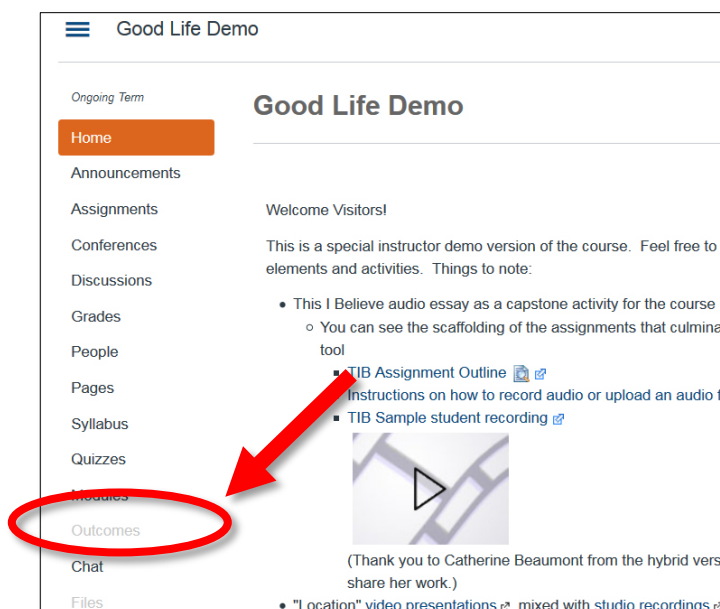 Good Life Demo
Ongoing Term
Home
Announcements
Assignments
Conferences
Discussions
Grades
People
Pages
Syllabus
Quizzes
Modules
Outcomes
Chat
Files
Good Life Demo
Welcome Visitors!
This is a special instructor demo version of the course. Feel free to
elements and activities. Things to note:
• This I Believe audio essay as a capstone activity for the course
You can see the scaffolding of the assignments that
tool
TIB Assignment Outline
Instructions on how to record audio or upload an audio
TIB Sample student recording
(Thank you to Catherine Beaumont from the hybrid
share her work.)
• "Location" video presentations mixed with studio recordings